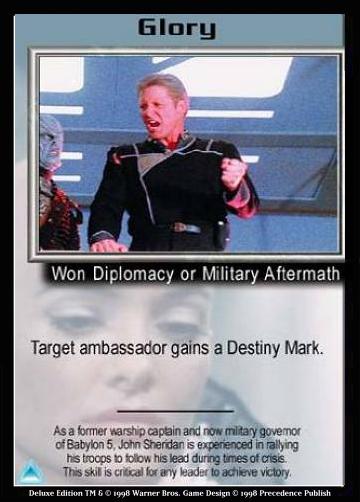 Glory
Won Diplomacy or Military Aftermath
Target ambassador gains a Destiny Mark.
As a former warship captain and now military governor
of Babylon 5, John Sheridan is experienced in rallying
his troops to follow his lead during times of crisis.
This skill is critical for any leader to achieve victory.
Deluxe Edition TM & © 1998 Warner Bros. Game Design © 1998 Precedence Publish